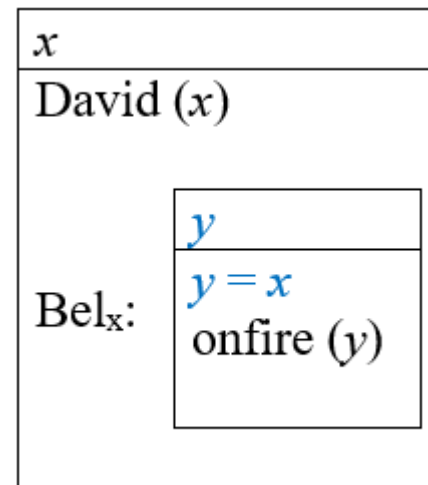 x
David (x)
y
y = x
Belₓ:
onfire (y)